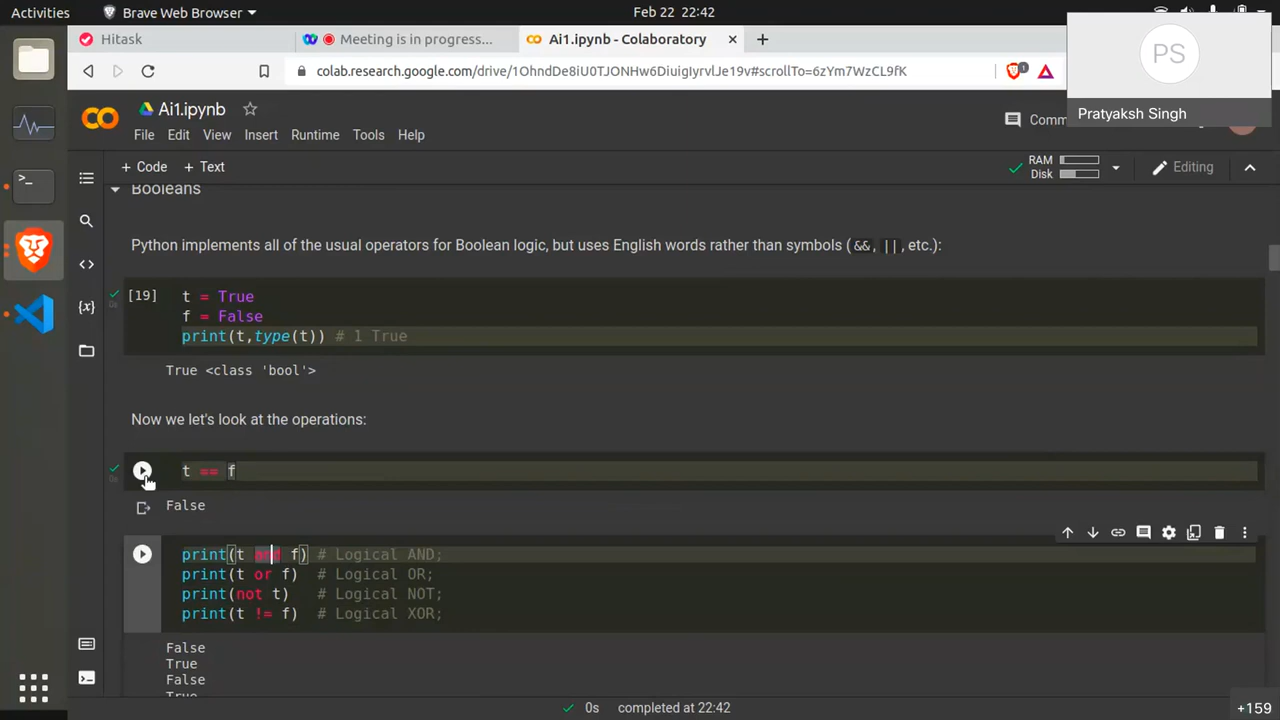 Activities
Brave Web Browser
Feb 22 22:42
Hitask
Meeting is in progress...
Ai1.ipynb - Colaboratory
colab.research.google.com/drive/1OhndDe8iU0TJONHw6DiuigIyrvlJe19v#scrollTo=6zYm7WzCL9fK
1
PS
Pratyaksh Singh
Ai1.ipynb
File Edit View Insert Runtime Tools Help
Comm
+ Code + Text
RAM
Disk
Editing
Booleans
Python implements all of the usual operators for Boolean logic, but uses English words rather than symbols (&&, ||, etc.):
[19] t = True
f = False
print(t,type(t)) # 1 True
0s
True <class 'bool'>
Now we let's look at the operations:
t == f
0s
False
print(t and f) # Logical AND;
print(t or f) # Logical OR;
print(not t) # Logical NOT;
print(t != f) # Logical XOR;
False
True
False
True
0s completed at 22:42
+159